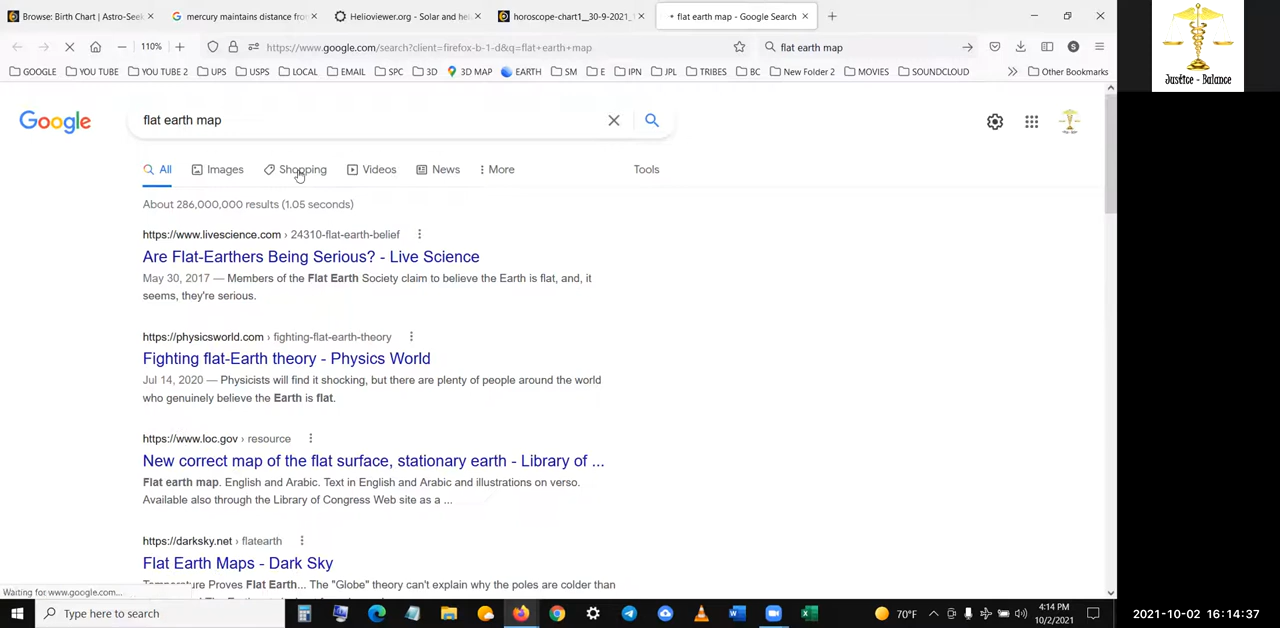 Browse: Birth Chart | Astro-Seek
mercury maintains distance from
Helioviewer.org - Solar and heli
horoscope-chart1__30-9-2021_
flat earth map - Google Search
110%
https://www.google.com/search?client=firefox-b-1-d&q=flat+earth+map
flat earth map
GOOGLE YOU TUBE YOU TUBE 2 UPS USPS LOCAL EMAIL SPC 3D 3D MAP EARTH SM E IPN JPL TRIBES BC New Folder 2 MOVIES SOUNDCLOUD Other Bookmarks
Justice - Balance
Google
flat earth map
All Images Shopping Videos News More Tools
About 286,000,000 results (1.05 seconds)
https://www.livescience.com › 24310-flat-earth-belief
Are Flat-Earthers Being Serious? - Live Science
May 30, 2017 — Members of the Flat Earth Society claim to believe the Earth is flat, and, it
seems, they're serious.
https://physicsworld.com › fighting-flat-earth-theory
Fighting flat-Earth theory - Physics World
Jul 14, 2020 — Physicists will find it shocking, but there are plenty of people around the world
who genuinely believe the Earth is flat.
https://www.loc.gov › resource
New correct map of the flat surface, stationary earth - Library of ...
Flat earth map. English and Arabic. Text in English and Arabic and illustrations on verso.
Available also through the Library of Congress Web site as a ...
https://darksky.net › flatearth
Flat Earth Maps - Dark Sky
Temperature Proves Flat Earth... The "Globe" theory can't explain why the poles are colder than
Waiting for www.google.com...
Type here to search
70°F
4:14 PM
10/2/2021
2021-10-02 16:14:37